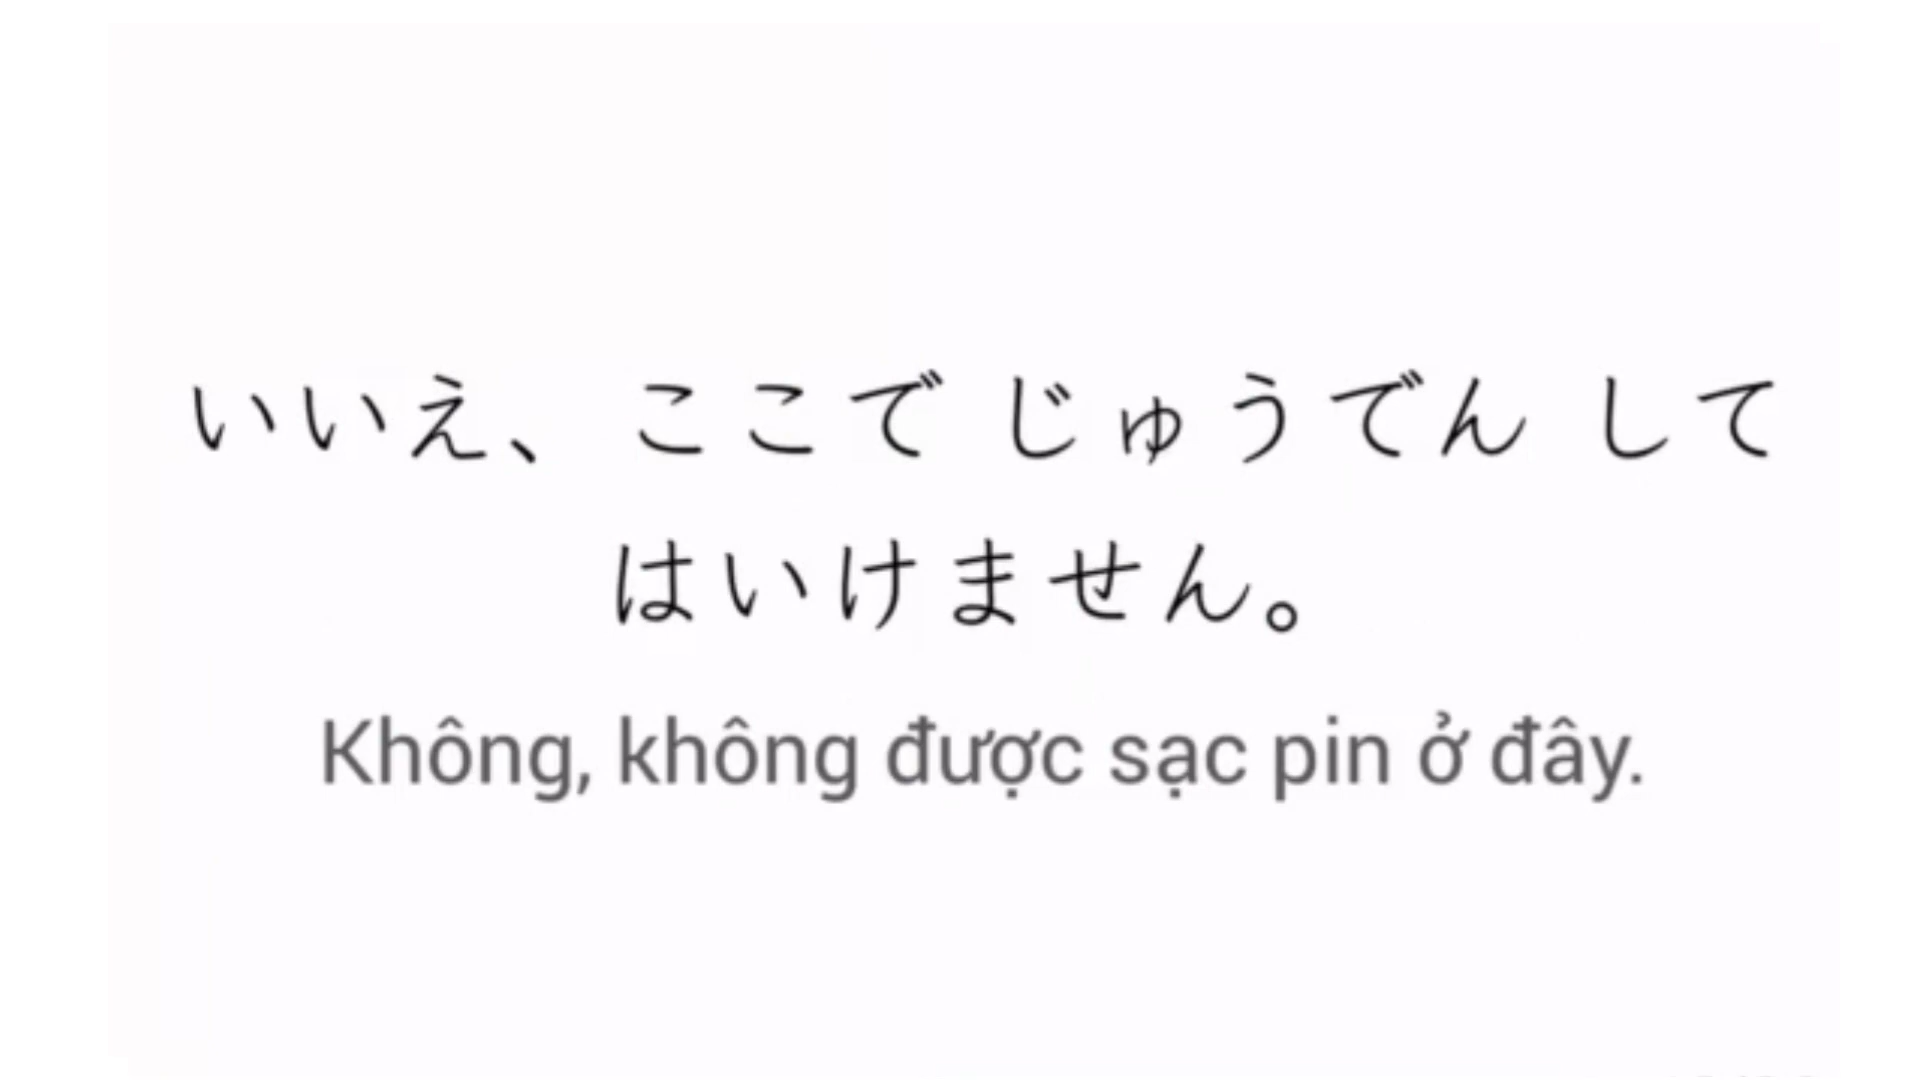 いいえ、ここで じゅうでん して
はいけません。
Không, không được sạc pin ở đây.